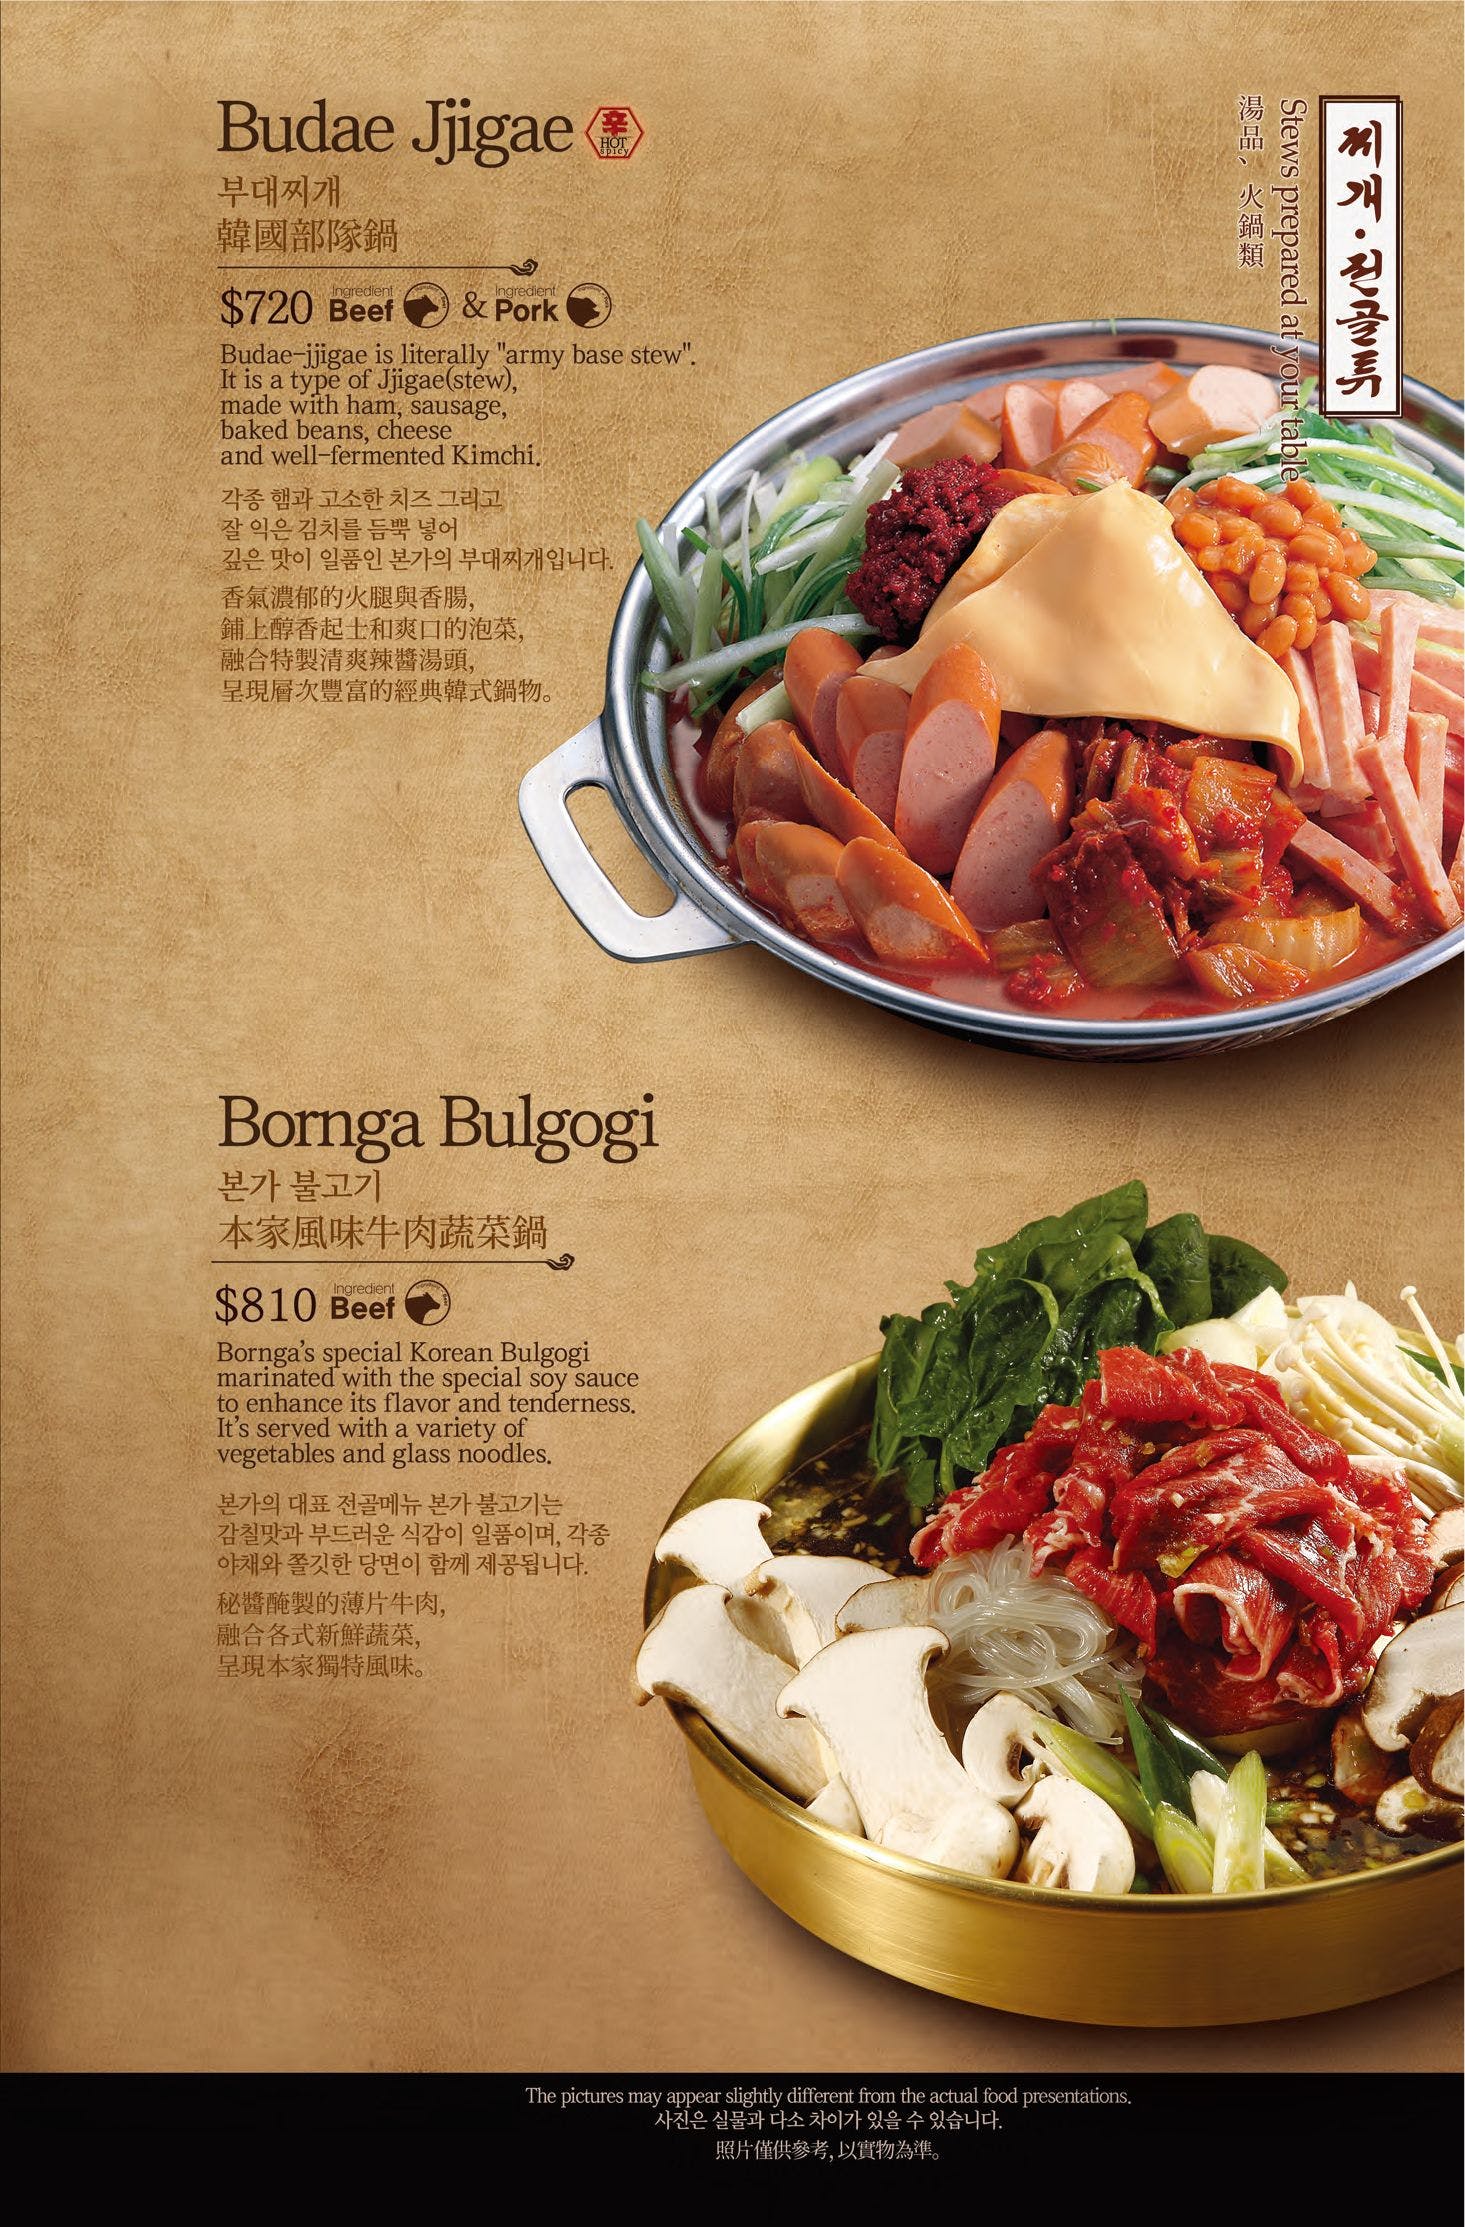 Budae Jjigae
辛
HOT
spicy
부대찌개
韓國部隊鍋
$720 Ingredient Beef & Ingredient Pork
Budae-jjigae is literally "army base stew".
It is a type of Jjigae(stew),
made with ham, sausage,
baked beans, cheese
and well-fermented Kimchi.
각종 햄과 고소한 치즈 그리고
잘 익은 김치를 듬뿍 넣어
깊은 맛이 일품인 본가의 부대찌개입니다.
香氣濃郁的火腿與香腸,
鋪上醇香起士和爽口的泡菜,
融合特製清爽辣醬湯頭,
呈現層次豐富的經典韓式鍋物。
찌개·전골류
Stews prepared at your table
湯品、火鍋類
Bornga Bulgogi
본가 불고기
本家風味牛肉蔬菜鍋
$810 Ingredient Beef
Bornga's special Korean Bulgogi
marinated with the special soy sauce
to enhance its flavor and tenderness.
It's served with a variety of
vegetables and glass noodles.
본가의 대표 전골메뉴 본가 불고기는
감칠맛과 부드러운 식감이 일품이며, 각종
야채와 쫄깃한 당면이 함께 제공됩니다.
秘醬醃製的薄片牛肉,
融合各式新鮮蔬菜,
呈現本家獨特風味。
The pictures may appear slightly different from the actual food presentations.
사진은 실물과 다소 차이가 있을 수 있습니다.
照片僅供參考, 以實物為準。